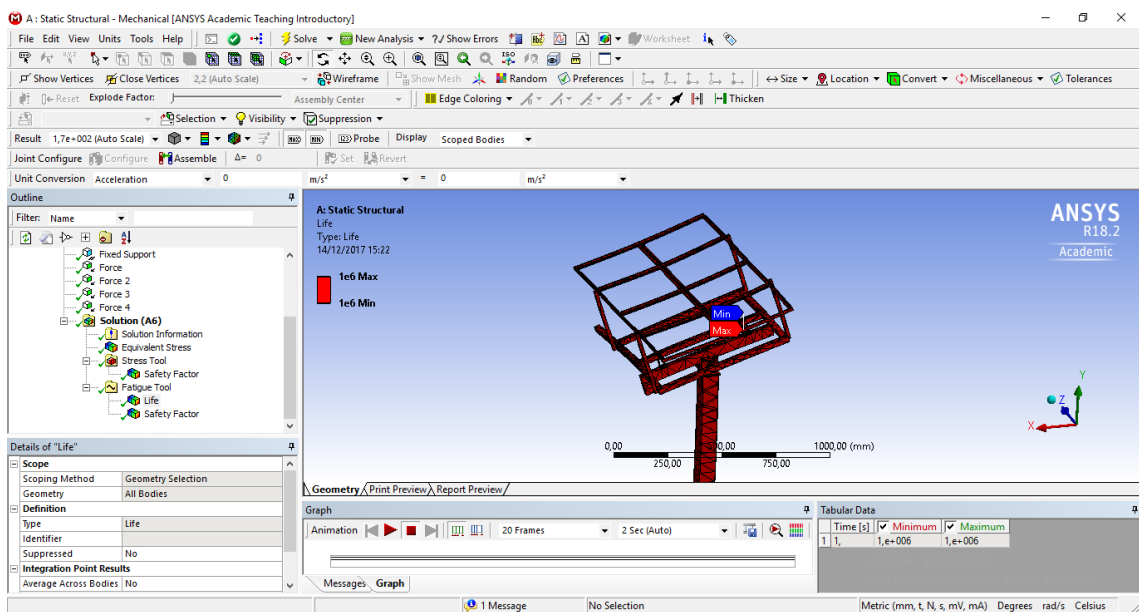 A : Static Structural - Mechanical [ANSYS Academic Teaching Introductory]
File Edit View Units Tools Help Solve New Analysis ?/ Show Errors Worksheet
Show Vertices Close Vertices 2,2 (Auto Scale) Wireframe Show Mesh Random Preferences Size Location Convert Miscellaneous Tolerances
Reset Explode Factor: Assembly Center Edge Coloring Thicken
Selection Visibility Suppression
Result 1,7e+002 (Auto Scale) MAX MIN Probe Display Scoped Bodies
Joint Configure Configure Assemble Δ= 0 Set Revert
Unit Conversion Acceleration 0 m/s² = 0 m/s²
Outline
Filter: Name
Fixed Support
Force
Force 2
Force 3
Force 4
Solution (A6)
Solution Information
Equivalent Stress
Stress Tool
Safety Factor
Fatigue Tool
Life
Safety Factor
Details of "Life"
Scope
Scoping Method Geometry Selection
Geometry All Bodies
Definition
Type Life
Identifier
Suppressed No
Integration Point Results
Average Across Bodies No
A: Static Structural
Life
Type: Life
14/12/2017 15:22
1e6 Max
1e6 Min
ANSYS
R18.2
Academic
Min
Max
Y
Z
X
0,00 500,00 1000,00 (mm)
250,00 750,00
Geometry Print Preview Report Preview
Graph
Animation 20 Frames 2 Sec (Auto)
Messages Graph
Tabular Data
Time [s] Minimum Maximum
1 1, 1,e+006 1,e+006
1 Message No Selection Metric (mm, t, N, s, mV, mA) Degrees rad/s Celsius